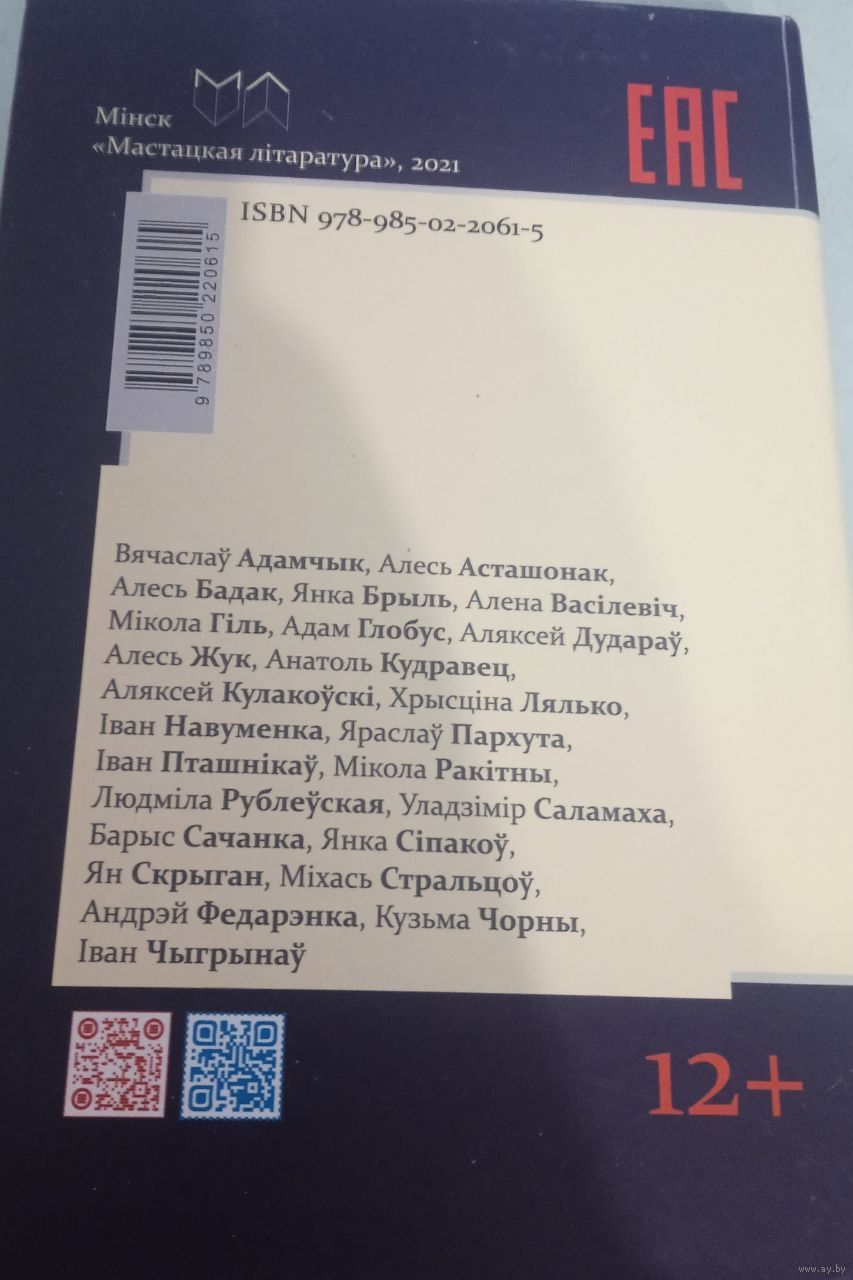 Мінск
«Мастацкая літаратура», 2021
EAC
ISBN 978-985-02-2061-5
9 789850 220615
Вячаслаў Адамчык, Алесь Асташонак,
Алесь Бадак, Янка Брыль, Алена Васілевіч,
Мікола Гіль, Адам Глобус, Аляксей Дудараў,
Алесь Жук, Анатоль Кудравец,
Аляксей Кулакоўскі, Хрысціна Лялько,
Іван Навуменка, Яраслаў Пархута,
Іван Пташнікаў, Мікола Ракітны,
Людміла Рублеўская, Уладзімір Саламаха,
Барыс Сачанка, Янка Сіпакоў,
Ян Скрыган, Міхась Стральцоў,
Андрэй Федарэнка, Кузьма Чорны,
Іван Чыгрынаў
12+
www.ay.by